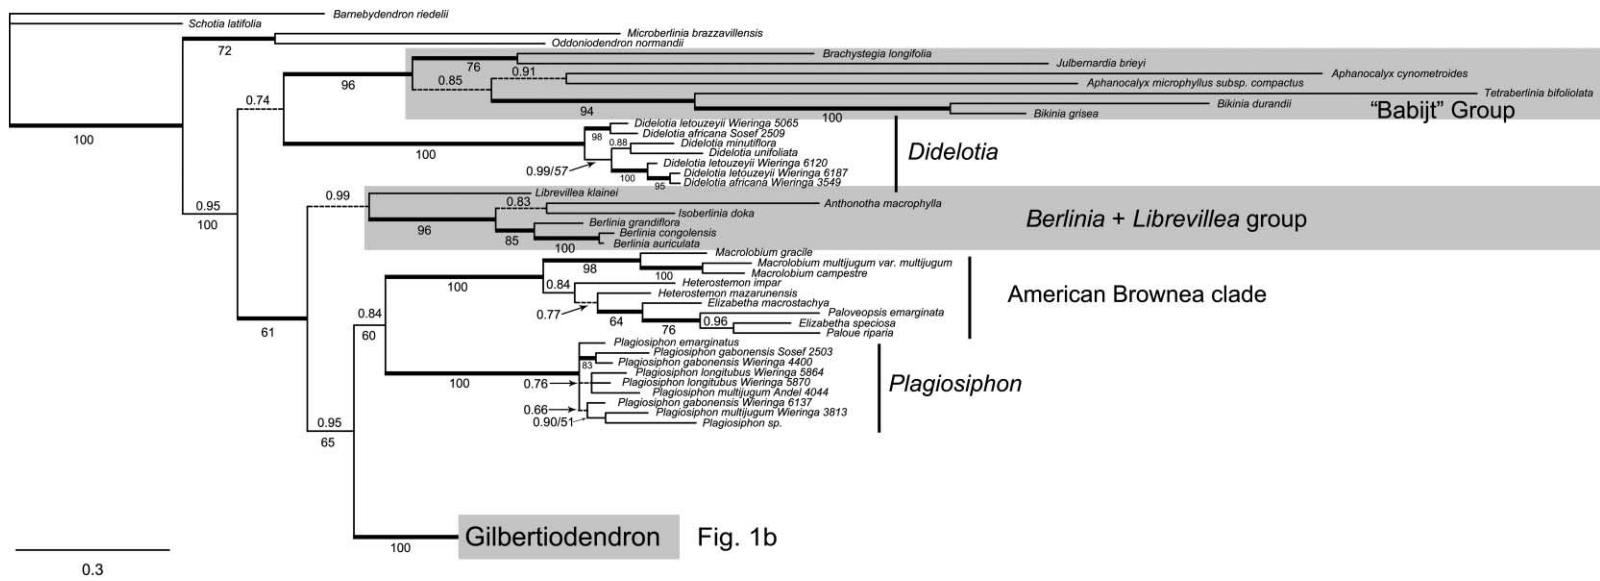 Barnebydendron riedelii
Schotia latifolia
Microberlinia brazzavillensis
72
Oddoniodendron normandii
Brachystegia longifolia
76
Julbernardia brieyi
0.91
Aphanocalyx cynometroides
96
0.85
Aphanocalyx microphyllus subsp. compactus
Tetraberlinia bifoliolata
0.74
94
Bikinia durandii
100
Bikinia grisea
"Babijt" Group
100
Didelotia letouzeyii Wieringa 5065
98
Didelotia africana Sosef 2509
0.88
Didelotia minutiflora
100
Didelotia unifoliata
Didelotia
0.99/57
Didelotia letouzeyii Wieringa 6120
100
Didelotia letouzeyii Wieringa 6187
95
Didelotia africana Wieringa 3549
0.99
Librevillea klainei
0.83
Anthonotha macrophylla
0.95
100
Isoberlinia doka
96
Berlinia grandiflora
Berlinia + Librevillea group
85
Berlinia congolensis
100
Berlinia auriculata
Macrolobium gracile
98
Macrolobium multijugum var. multijugum
100
Macrolobium campestre
100
0.84
Heterostemon impar
Heterostemon mazarunensis
American Brownea clade
0.77
Elizabetha macrostachya
64
Paloveopsis emarginata
0.84
60
76
0.96
Elizabetha speciosa
61
Paloue riparia
Plagiosiphon emarginatus
Plagiosiphon gabonensis Sosef 2503
83
Plagiosiphon gabonensis Wieringa 4400
100
Plagiosiphon longitubus Wieringa 5864
0.76
Plagiosiphon longitubus Wieringa 5870
Plagiosiphon
Plagiosiphon multijugum Andel 4044
Plagiosiphon gabonensis Wieringa 6137
0.66
Plagiosiphon multijugum Wieringa 3813
0.90/51
Plagiosiphon sp.
0.95
65
Gilbertiodendron Fig. 1b
100
0.3